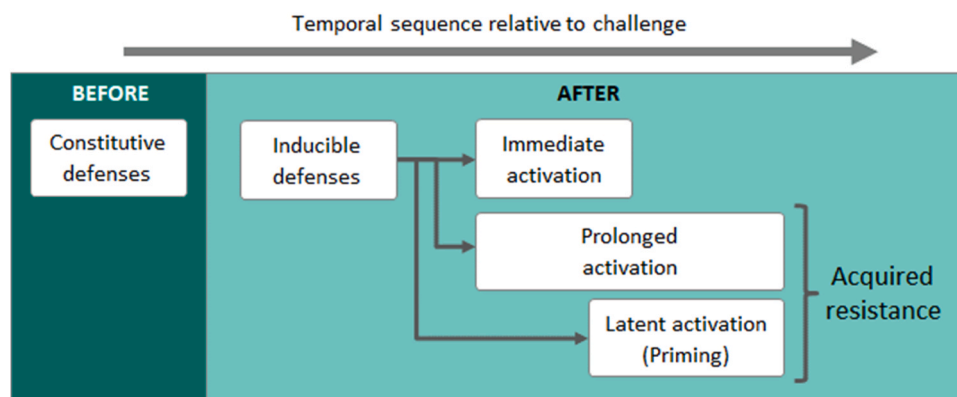 Temporal sequence relative to challenge
BEFORE
AFTER
Constitutive
defenses
Inducible
defenses
Immediate
activation
Prolonged
activation
Latent activation
(Priming)
Acquired
resistance